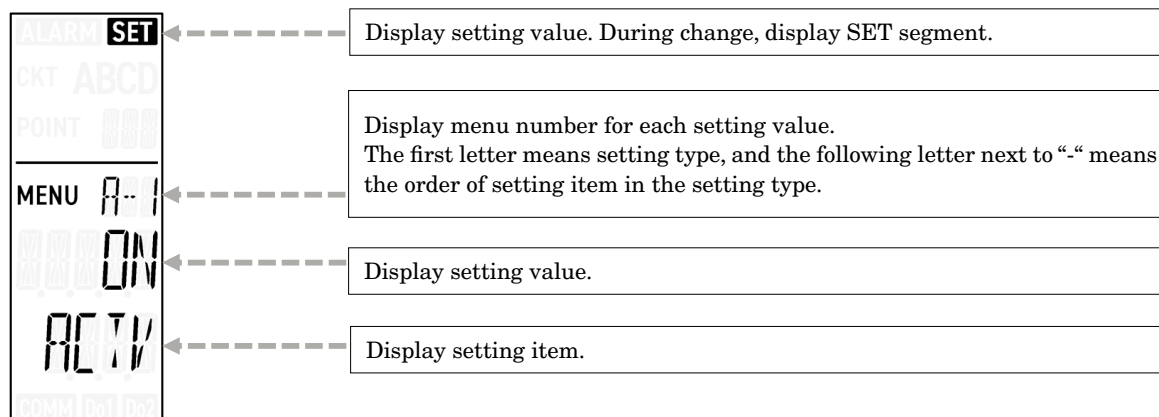 ALARM SET
Display setting value. During change, display SET segment.
CKT ABCD
POINT
Display menu number for each setting value.
The first letter means setting type, and the following letter next to “-“ means
the order of setting item in the setting type.
MENU A-1
ON
Display setting value.
ACTV
Display setting item.
COMM Do1 Do2